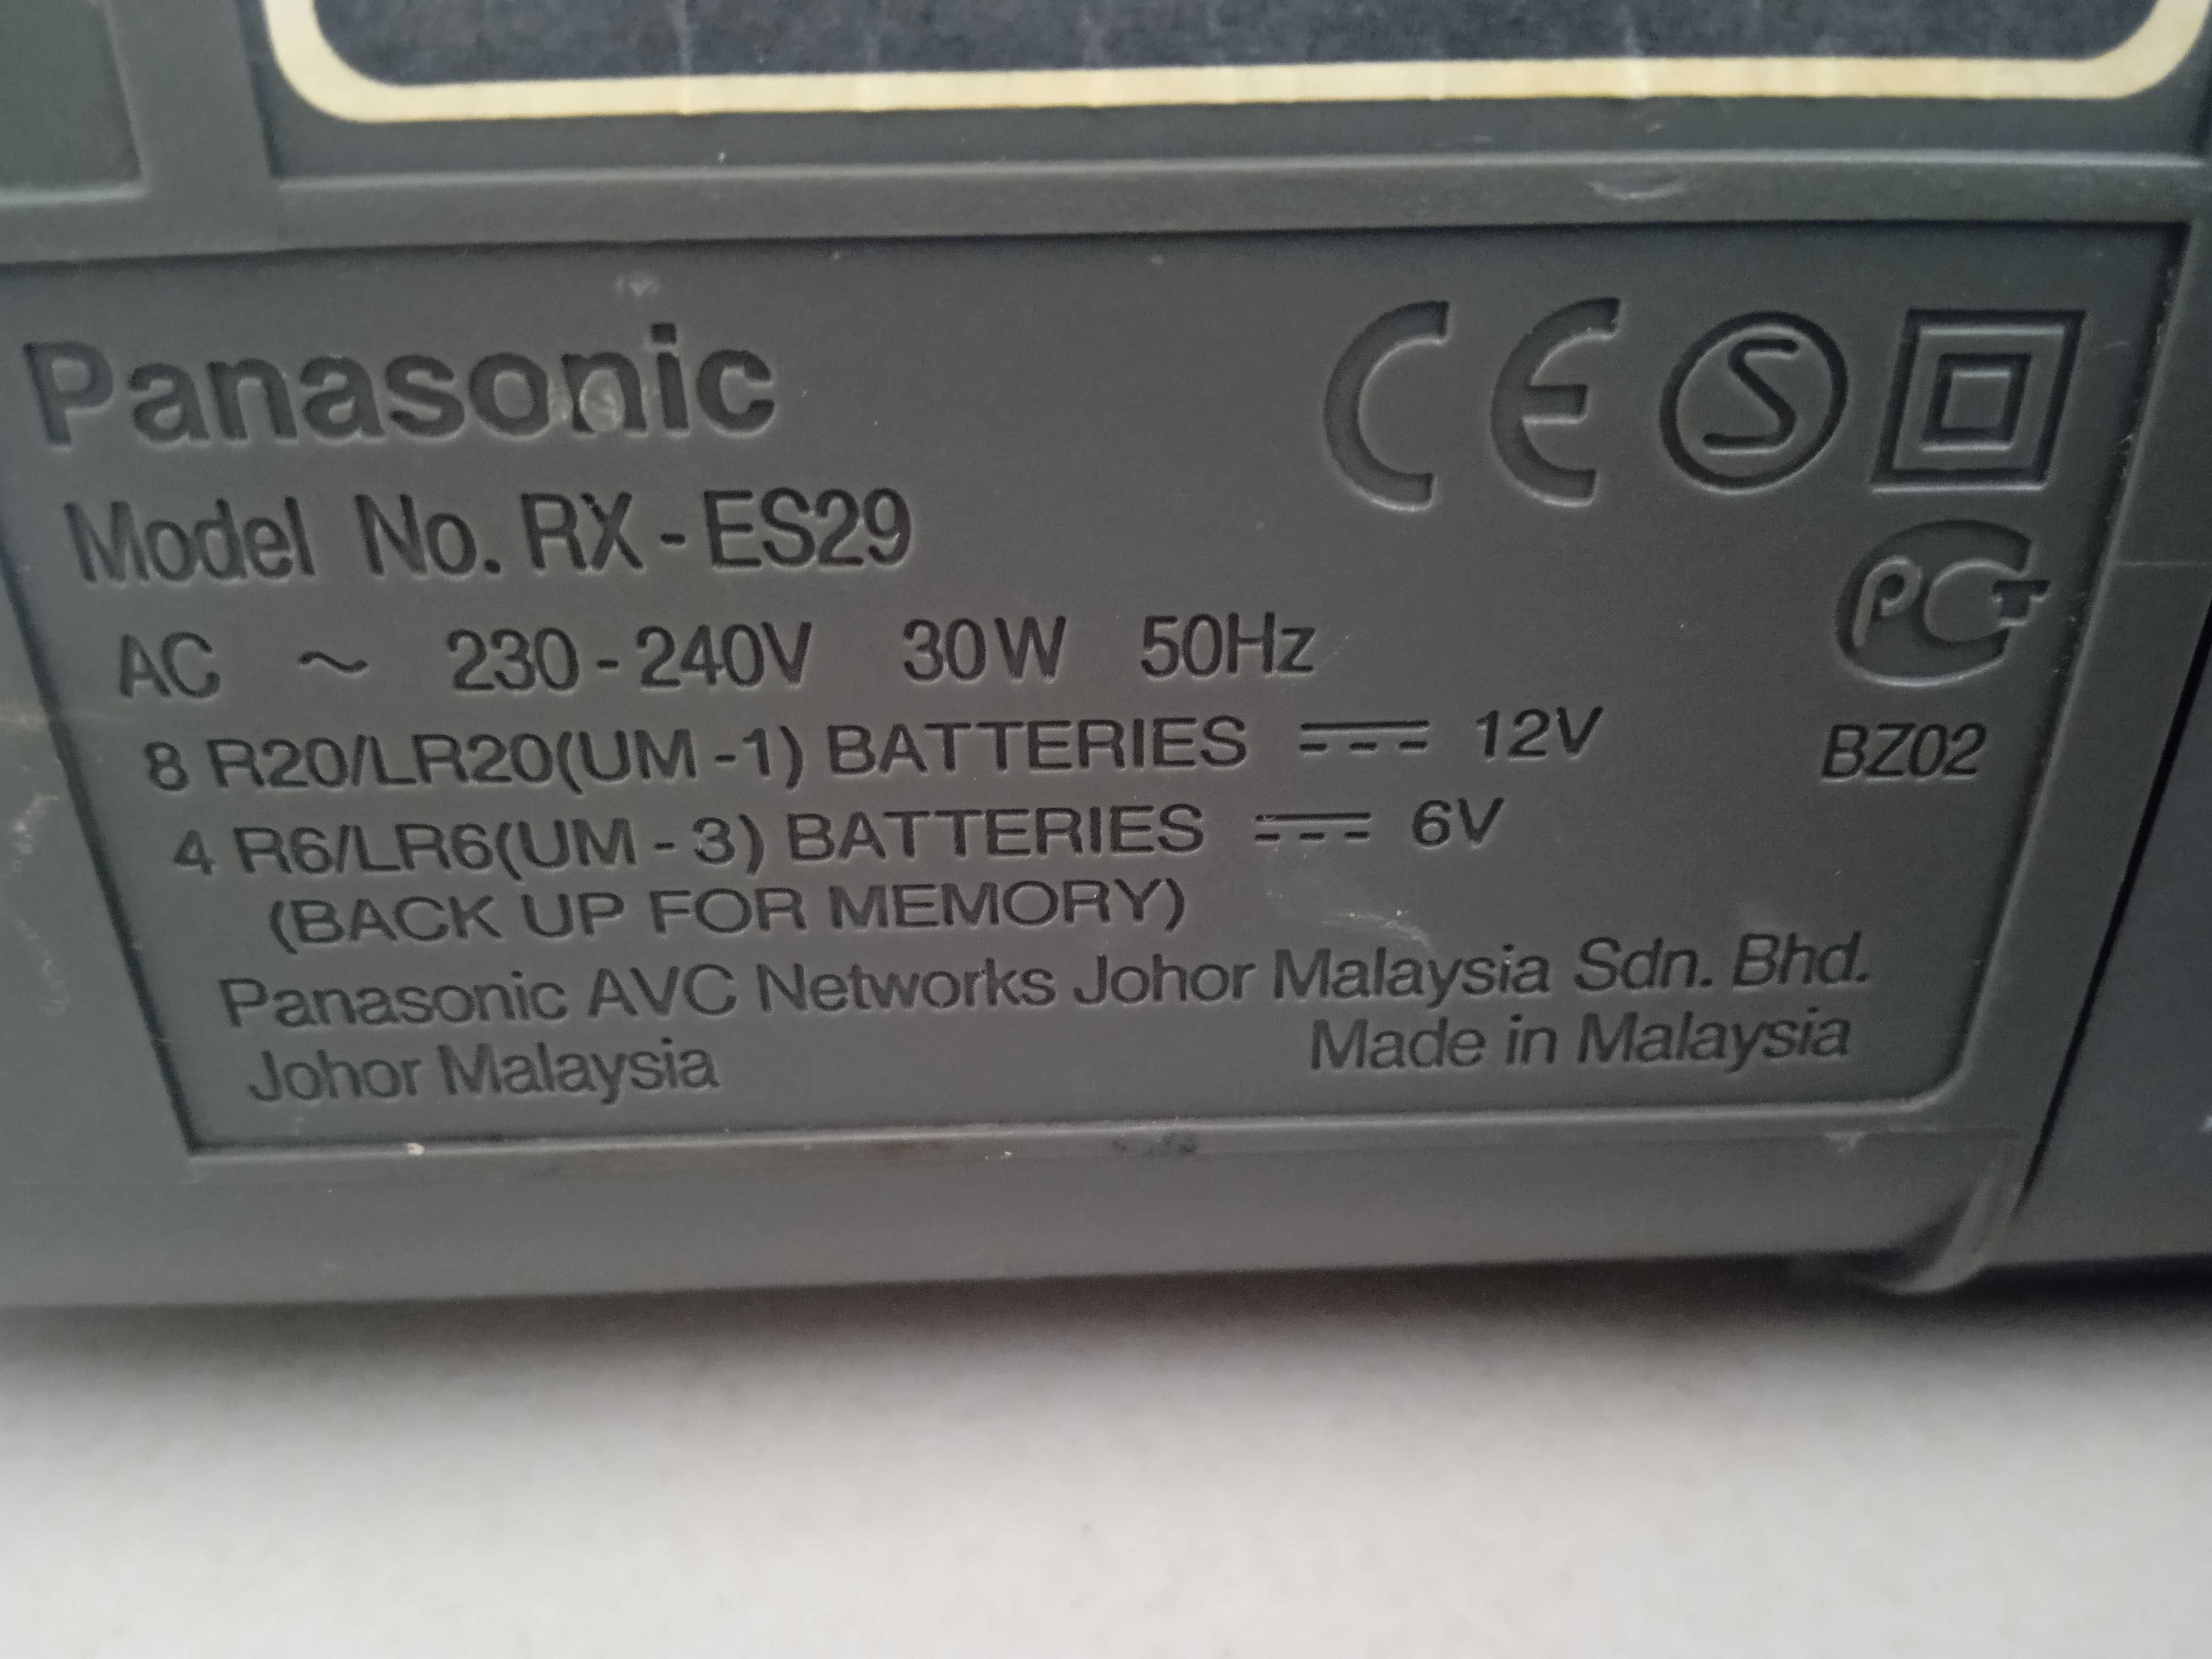 Panasonic
CE S
Model No. RX-ES29
PCT
AC ~ 230-240V 30W 50Hz
8 R20/LR20(UM-1) BATTERIES ⎓ 12V
BZ02
4 R6/LR6(UM-3) BATTERIES ⎓ 6V
(BACK UP FOR MEMORY)
Panasonic AVC Networks Johor Malaysia Sdn. Bhd.
Johor Malaysia
Made in Malaysia